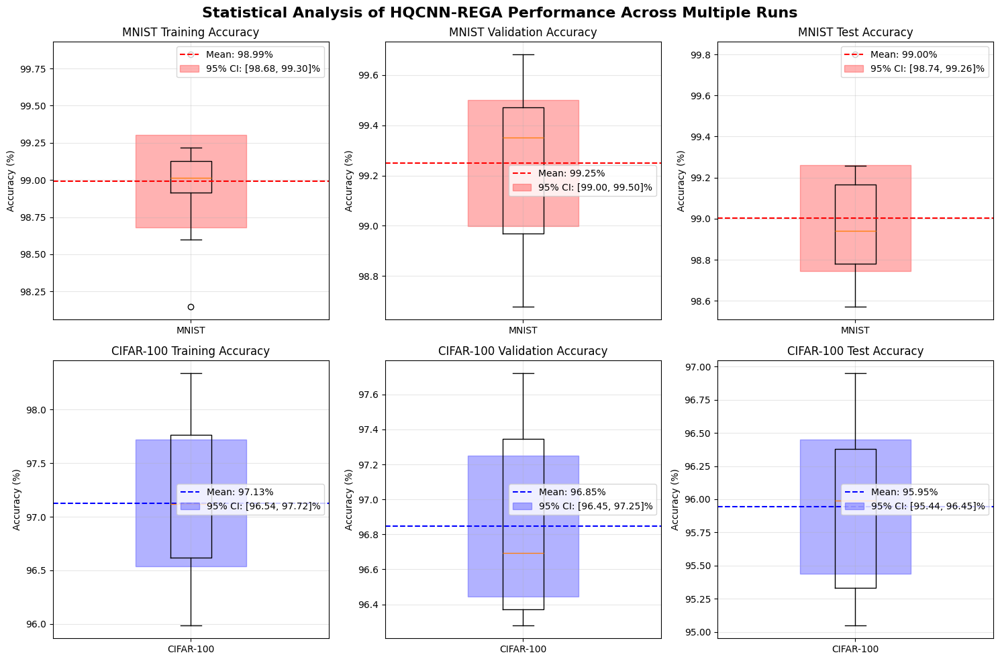 Statistical Analysis of HQCNN-REGA Performance Across Multiple Runs
MNIST Training Accuracy
Accuracy (%)
99.75
99.50
99.25
99.00
98.75
98.50
98.25
Mean: 98.99%
95% CI: [98.68, 99.30]%
MNIST
MNIST Validation Accuracy
Accuracy (%)
99.6
99.4
99.2
99.0
98.8
Mean: 99.25%
95% CI: [99.00, 99.50]%
MNIST
MNIST Test Accuracy
Accuracy (%)
99.8
99.6
99.4
99.2
99.0
98.8
98.6
Mean: 99.00%
95% CI: [98.74, 99.26]%
MNIST
CIFAR-100 Training Accuracy
Accuracy (%)
98.0
97.5
97.0
96.5
96.0
Mean: 97.13%
95% CI: [96.54, 97.72]%
CIFAR-100
CIFAR-100 Validation Accuracy
Accuracy (%)
97.6
97.4
97.2
97.0
96.8
96.6
96.4
Mean: 96.85%
95% CI: [96.45, 97.25]%
CIFAR-100
CIFAR-100 Test Accuracy
Accuracy (%)
97.00
96.75
96.50
96.25
96.00
95.75
95.50
95.25
95.00
Mean: 95.95%
95% CI: [95.44, 96.45]%
CIFAR-100